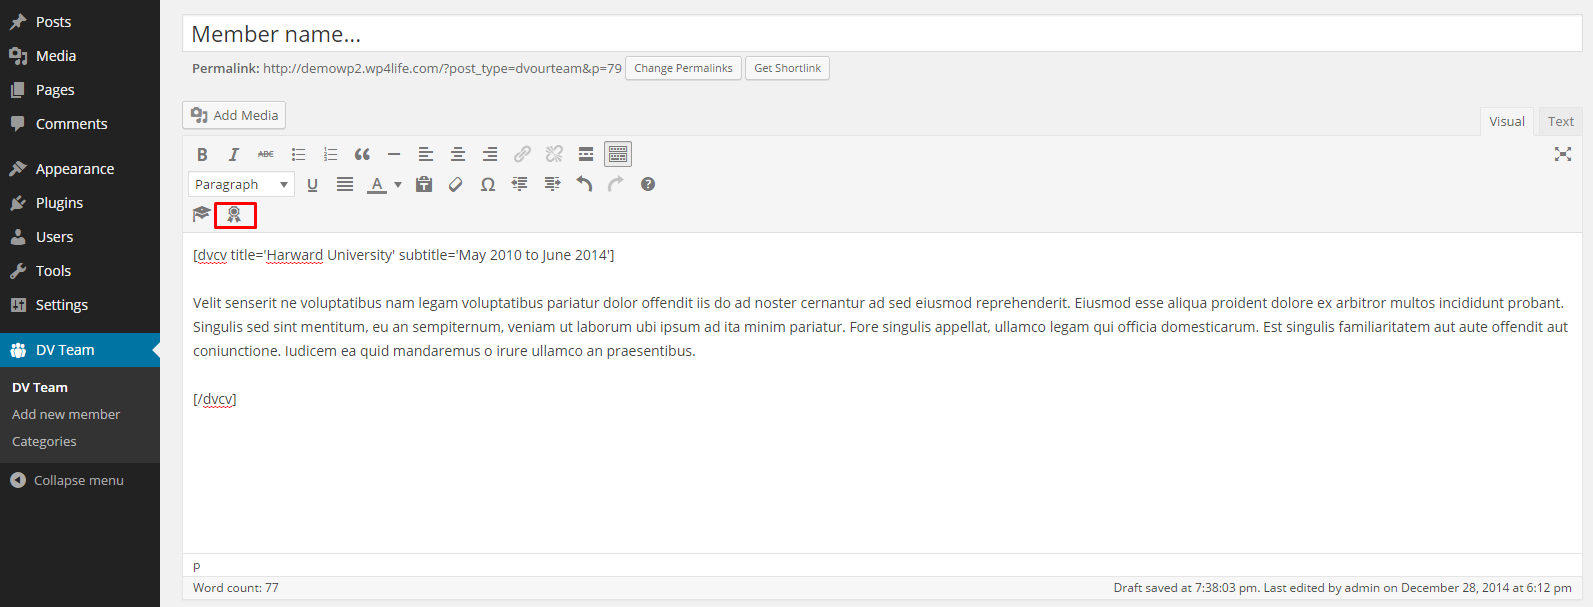 Posts
Media
Pages
Comments
Appearance
Plugins
Users
Tools
Settings
DV Team
DV Team
Add new member
Categories
Collapse menu
Member name...
Permalink: http://demowp2.wp4life.com/?post_type=dvourteam&p=79 Change Permalinks Get Shortlink
Add Media
Visual Text
B I ABC
Paragraph U A T Ω ?
[dvcv title='Harward University' subtitle='May 2010 to June 2014']
Velit senserit ne voluptatibus nam legam voluptatibus pariatur dolor offendit iis do ad noster cernantur ad sed eiusmod reprehenderit. Eiusmod esse aliqua proident dolore ex arbitror multos incididunt probant.
Singulis sed sint mentitum, eu an sempiternum, veniam ut laborum ubi ipsum ad ita minim pariatur. Fore singulis appellat, ullamco legam qui officia domesticarum. Est singulis familiaritatem aut aute offendit aut
coniunctione. Iudicem ea quid mandaremus o irure ullamco an praesentibus.
[/dvcv]
p
Word count: 77 Draft saved at 7:38:03 pm. Last edited by admin on December 28, 2014 at 6:12 pm